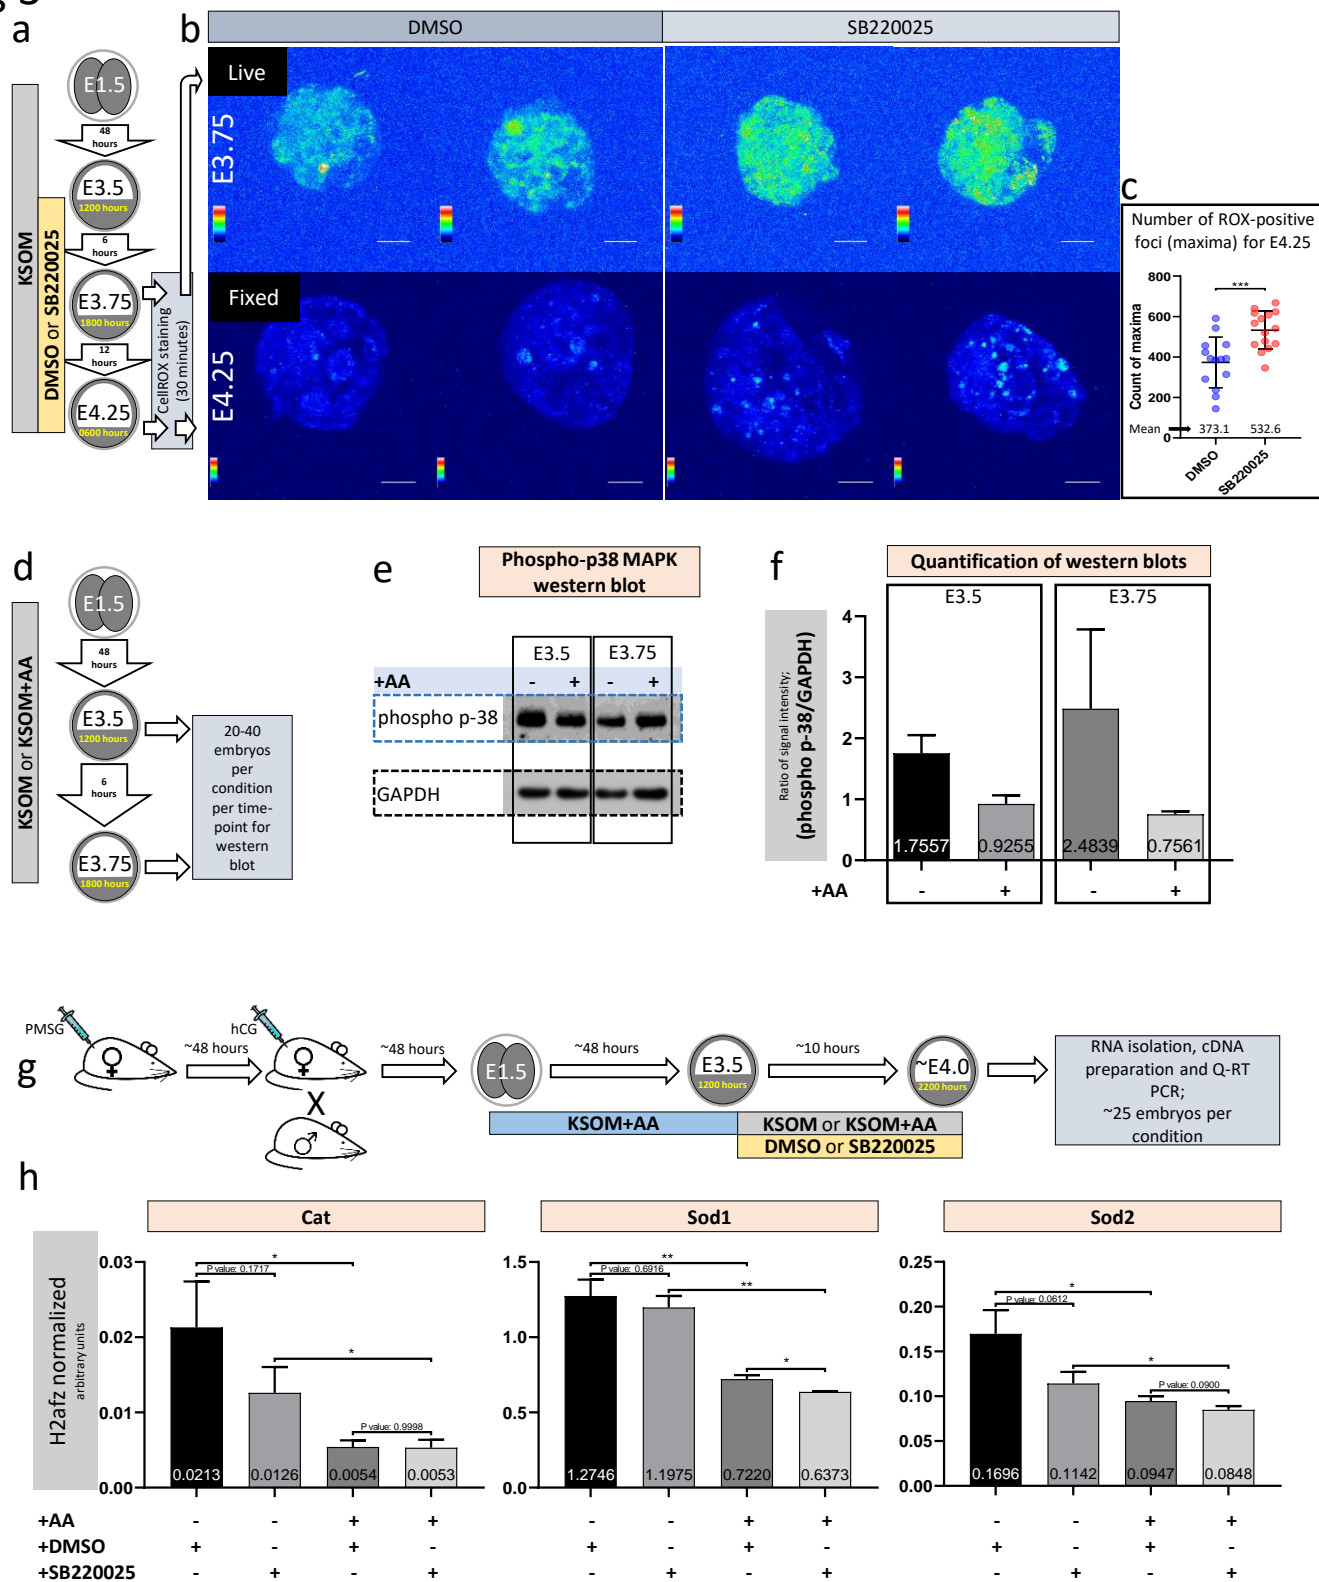 a
KSOM
DMSO or SB220025
E1.5
48
hours
E3.5
1200 hours
6
hours
E3.75
1800 hours
12
hours
E4.25
0600 hours
CellROX staining
(30 minutes)
b
DMSO
SB220025
Live
E3.75
Fixed
E4.25
c
Number of ROX-positive
foci (maxima) for E4.25
Count of maxima
800
600
400
200
0
***
Mean
373.1
532.6
DMSO
SB220025
d
KSOM or KSOM+AA
E1.5
48
hours
E3.5
1200 hours
6
hours
E3.75
1800 hours
20-40
embryos
per
condition
per time-
point for
western
blot
e
Phospho-p38 MAPK
western blot
E3.5
E3.75
+AA
-
+
-
+
phospho p-38
GAPDH
f
Quantification of western blots
E3.5
E3.75
Ratio of signal intensity;
(phospho p-38/GAPDH)
4
3
2
1
0
1.7557
0.9255
2.4839
0.7561
+AA
-
+
-
+
g
PMSG
~48 hours
hCG
X
~48 hours
E1.5
~48 hours
E3.5
1200 hours
~10 hours
~E4.0
2200 hours
KSOM+AA
KSOM or KSOM+AA
DMSO or SB220025
RNA isolation, cDNA
preparation and Q-RT
PCR;
~25 embryos per
condition
h
H2afz normalized
arbitrary units
Cat
0.03
0.02
0.01
0.00
*
P value: 0.1717
*
P value: 0.9998
0.0213
0.0126
0.0054
0.0053
Sod1
1.5
1.0
0.5
0.0
**
P value: 0.6916
**
*
1.2746
1.1975
0.7220
0.6373
Sod2
0.25
0.20
0.15
0.10
0.05
0.00
*
P value: 0.0612
*
P value: 0.0900
0.1696
0.1142
0.0947
0.0848
+AA - - + + - - + + - - + +
+DMSO + - + - + - + - + - + -
+SB220025 - + - + - + - + - + - +